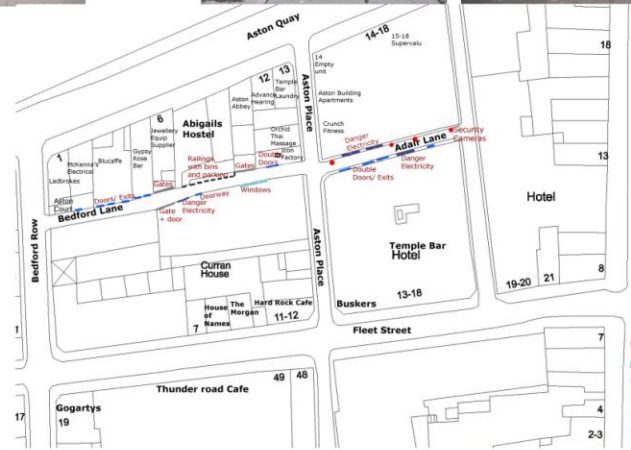 Aston Quay
14-18
15-18
Supervalu
18
14
Empty
unit
Aston Place
13
Temple
Bar
Laundry
12
Advance
Hearing
Aston
Abbey
Aston Building
Apartments
6
Jewellery
Equip
Supplier
Abigails
Hostel
Crunch
Fitness
Orchid
Thai
Massage
Danger
Electricity
Security
Cameras
Adair Lane
1
McKenna's
Electrical
Blucaffe
Gypsy
Rose
Bar
Railings
with bins
and parking
Gates
Double
Doors
Factory
Danger
Electricity
13
Ladbrokes
Gates
Double
Doors/ Exits
Aston
Court
Doors/ Exits
Doorway
Windows
Bedford Lane
Danger
Electricity
Gate
+ door
Hotel
Bedford Row
Aston Place
Temple Bar
Hotel
Curran
House
8
21
19-20
13-18
Buskers
House
of
Names
The
Morgan
Hard Rock Cafe
7
11-12
Fleet Street
1
7
49
48
Thunder road Cafe
Gogartys
19
17
4
2-3